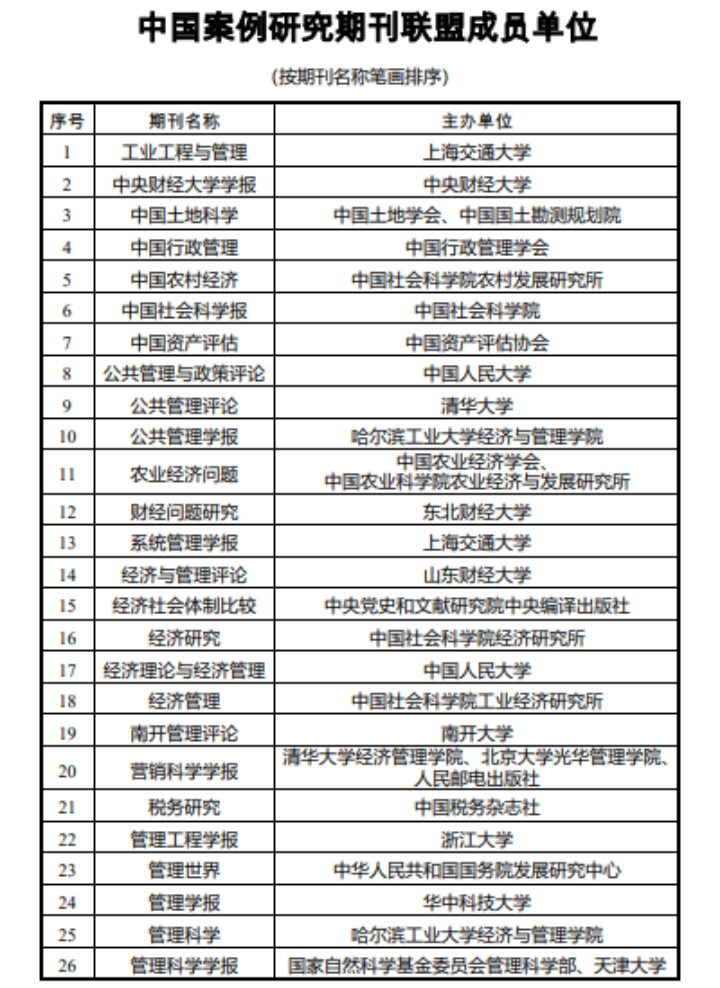 中国案例研究期刊联盟成员单位
（按期刊名称笔画排序）
序号 期刊名称 主办单位
1 工业工程与管理 上海交通大学
2 中央财经大学学报 中央财经大学
3 中国土地科学 中国土地学会、中国国土勘测规划院
4 中国行政管理 中国行政管理学会
5 中国农村经济 中国社会科学院农村发展研究所
6 中国社会科学报 中国社会科学院
7 中国资产评估 中国资产评估协会
8 公共管理与政策评论 中国人民大学
9 公共管理评论 清华大学
10 公共管理学报 哈尔滨工业大学经济与管理学院
11 农业经济问题 中国农业经济学会、
中国农业科学院农业经济与发展研究所
12 财经问题研究 东北财经大学
13 系统管理学报 上海交通大学
14 经济与管理评论 山东财经大学
15 经济社会体制比较 中央党史和文献研究院中央编译出版社
16 经济研究 中国社会科学院经济研究所
17 经济理论与经济管理 中国人民大学
18 经济管理 中国社会科学院工业经济研究所
19 南开管理评论 南开大学
20 营销科学学报 清华大学经济管理学院、北京大学光华管理学院、
人民邮电出版社
21 税务研究 中国税务杂志社
22 管理工程学报 浙江大学
23 管理世界 中华人民共和国国务院发展研究中心
24 管理学报 华中科技大学
25 管理科学 哈尔滨工业大学经济与管理学院
26 管理科学学报 国家自然科学基金委员会管理科学部、天津大学